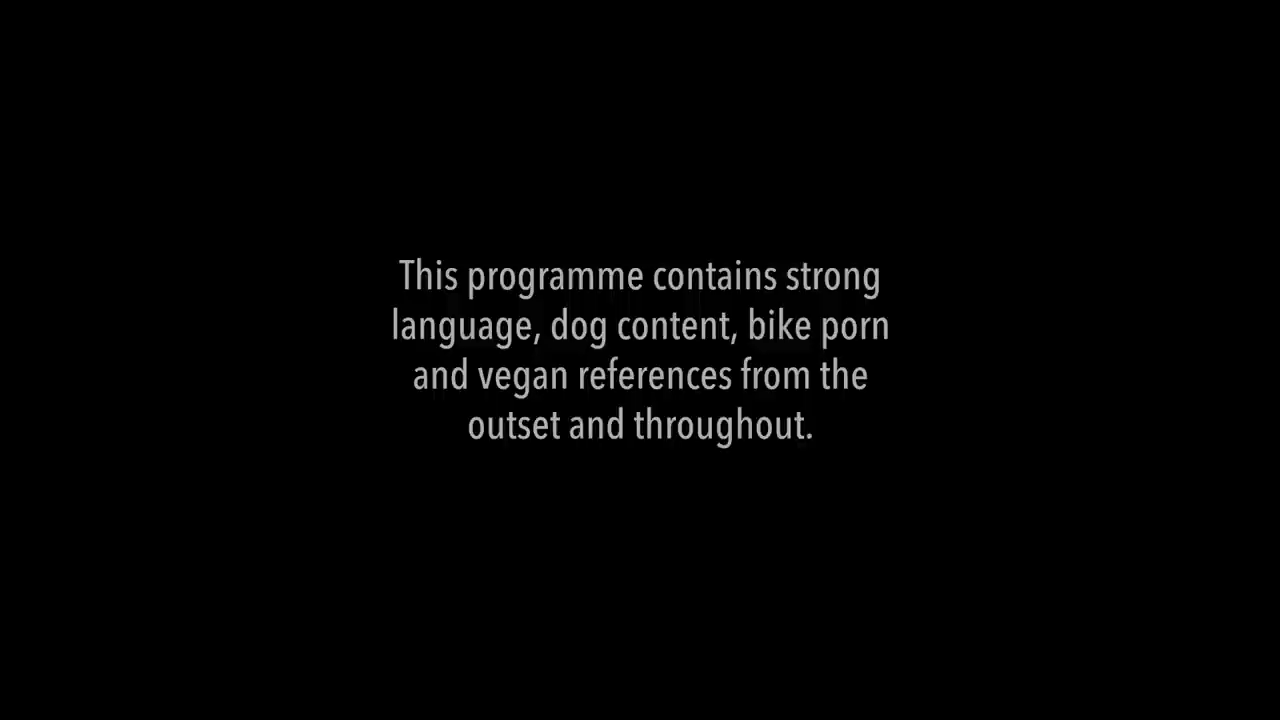 This programme contains strong
language, dog content, bike porn
and vegan references from the
outset and throughout.